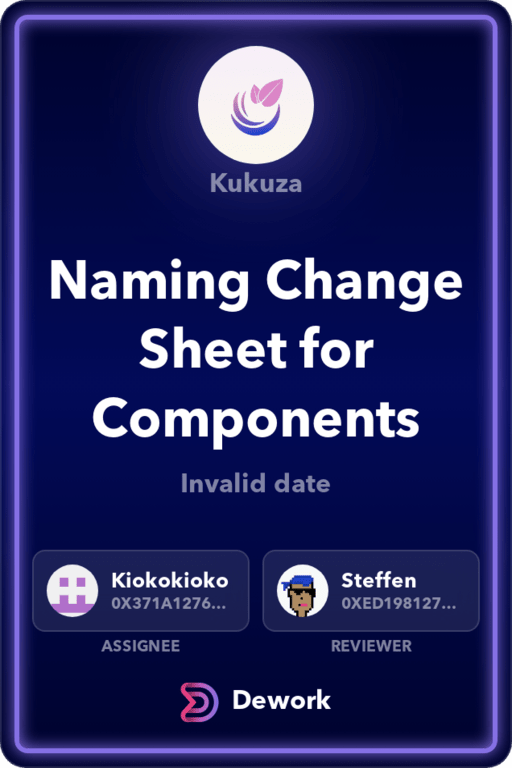 Kukuza
Naming Change
Sheet for
Components
Invalid date
Kiokokioko
0X371A1276...
ASSIGNEE
Steffen
0XED198127...
REVIEWER
Dework